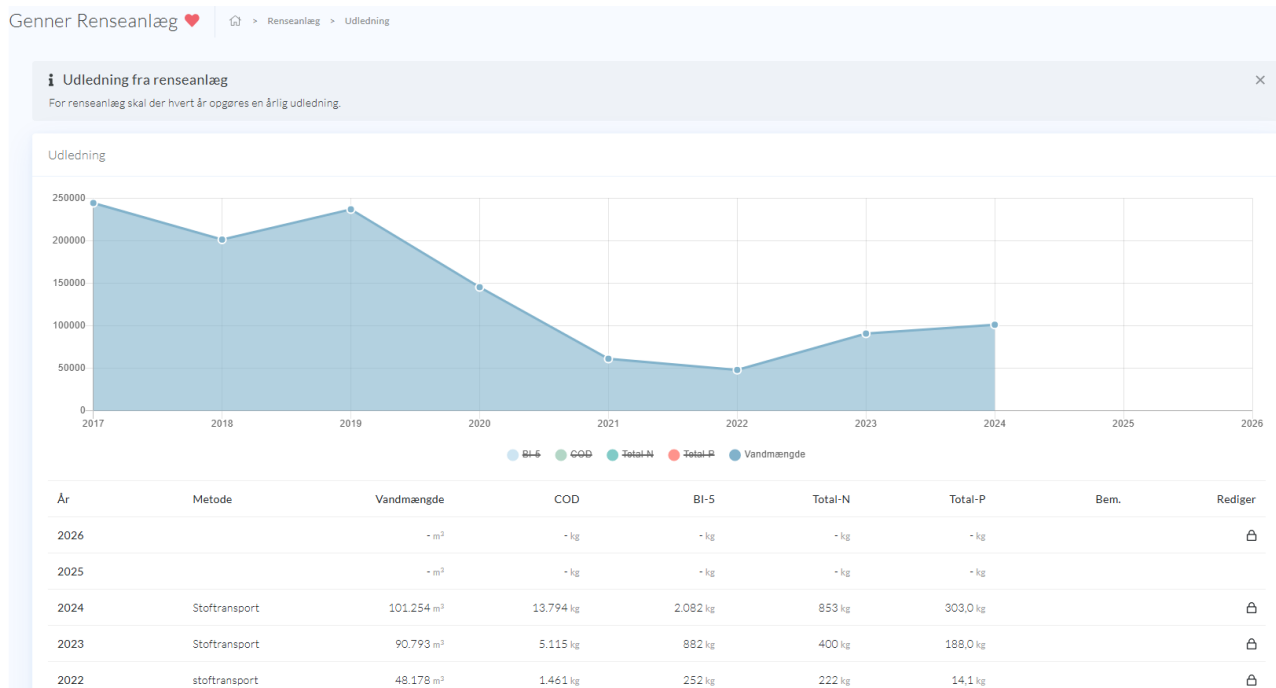 Genner Renseanlæg > Renseanlæg > Udledning
Udledning fra renseanlæg
For renseanlæg skal der hvert år opgøres en årlig udledning.
Udledning
250000
200000
150000
100000
50000
0
2017 2018 2019 2020 2021 2022 2023 2024 2025 2026
BI-5 COD Total-N Total-P Vandmængde
År Metode Vandmængde COD BI-5 Total-N Total-P Bem. Rediger
2026 - m³ - kg - kg - kg - kg
2025 - m³ - kg - kg - kg - kg
2024 Stoftransport 101.254 m³ 13.794 kg 2.082 kg 853 kg 303,0 kg
2023 Stoftransport 90.793 m³ 5.115 kg 882 kg 400 kg 188,0 kg
2022 stoftransport 48.178 m³ 1.461 kg 252 kg 222 kg 14,1 kg